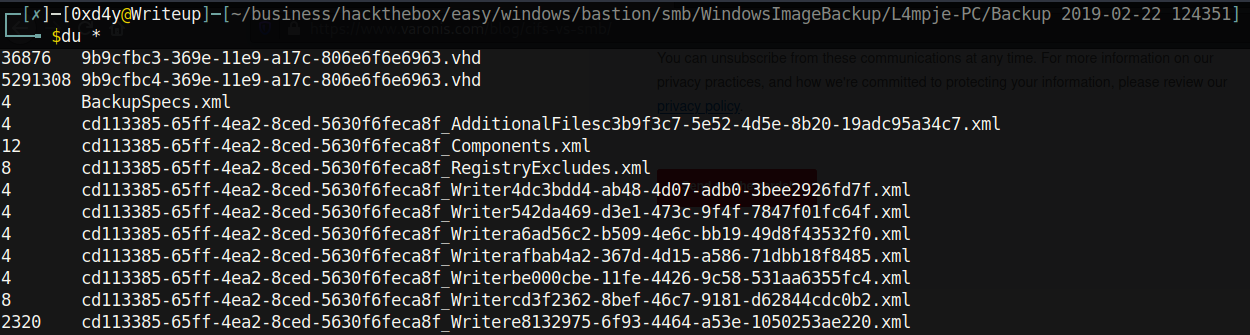 [✗]-[0xd4y@Writeup]-[~/business/hackthebox/easy/windows/bastion/smb/WindowsImageBackup/L4mpje-PC/Backup 2019-02-22 124351]
$du *
https://www.varonis.com/blog/
36876 9b9cfbc3-369e-11e9-a17c-806e6f6e6963.vhd
You can unsubscribe from these communications at any time. For more information on our
5291308 9b9cfbc4-369e-11e9-a17c-806e6f6e6963.vhd
privacy practices, and how we're committed to protecting your information, please review our
4 BackupSpecs.xml
privacy policy.
4 cd113385-65ff-4ea2-8ced-5630f6feca8f_AdditionalFilesc3b9f3c7-5e52-4d5e-8b20-19adc95a34c7.xml
12 cd113385-65ff-4ea2-8ced-5630f6feca8f_Components.xml
8 cd113385-65ff-4ea2-8ced-5630f6feca8f_RegistryExcludes.xml
4 cd113385-65ff-4ea2-8ced-5630f6feca8f_Writer4dc3bdd4-ab48-4d07-adb0-3bee2926fd7f.xml
4 cd113385-65ff-4ea2-8ced-5630f6feca8f_Writer542da469-d3e1-473c-9f4f-7847f01fc64f.xml
4 cd113385-65ff-4ea2-8ced-5630f6feca8f_Writera6ad56c2-b509-4e6c-bb19-49d8f43532f0.xml
4 cd113385-65ff-4ea2-8ced-5630f6feca8f_Writerafbab4a2-367d-4d15-a586-71dbb18f8485.xml
4 cd113385-65ff-4ea2-8ced-5630f6feca8f_Writerbe000cbe-11fe-4426-9c58-531aa6355fc4.xml
8 cd113385-65ff-4ea2-8ced-5630f6feca8f_Writercd3f2362-8bef-46c7-9181-d62844cdc0b2.xml
2320 cd113385-65ff-4ea2-8ced-5630f6feca8f_Writere8132975-6f93-4464-a53e-1050253ae220.xml